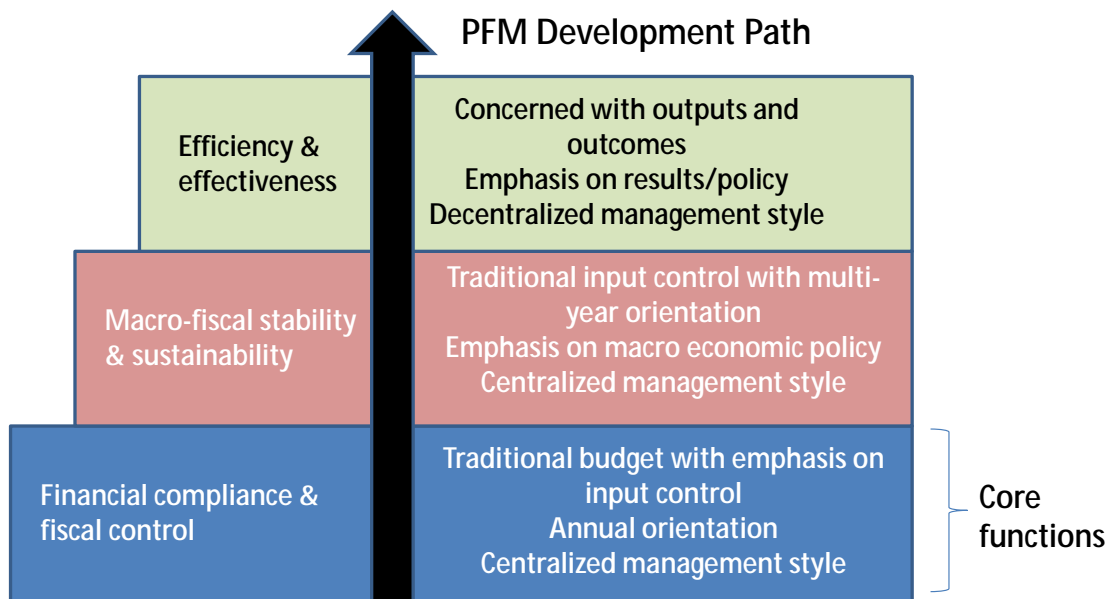 PFM Development Path
Efficiency &
effectiveness
Concerned with outputs and
outcomes
Emphasis on results/policy
Decentralized management style
Macro-fiscal stability
& sustainability
Traditional input control with multi-
year orientation
Emphasis on macro economic policy
Centralized management style
Financial compliance &
fiscal control
Traditional budget with emphasis on
input control
Annual orientation
Centralized management style
Core
functions